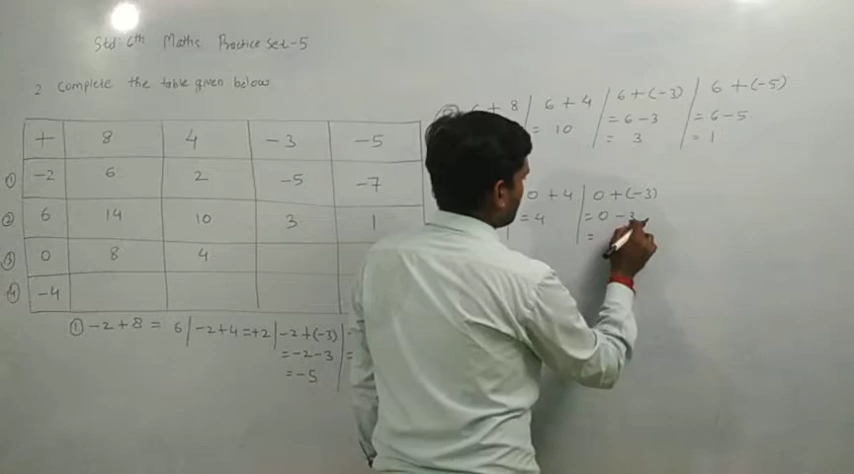 Std: 6th Maths Practice Set-5
2 Complete the table given below
+ 8 4 -3 -5
① -2 6 2 -5 -7
② 6 14 10 3 1
③ 0 8 4
④ -4
① -2+8 = 6 | -2+4=+2 | -2+(-3) |
=-2-3 | =
=-5
6 + 8 | 6 + 4 | 6+(-3) | 6 + (-5)
= 10 | = 6-3 | = 6-5
= 3 | = 1
0 + 4 | 0+(-3)
= 4 | =0-3
=